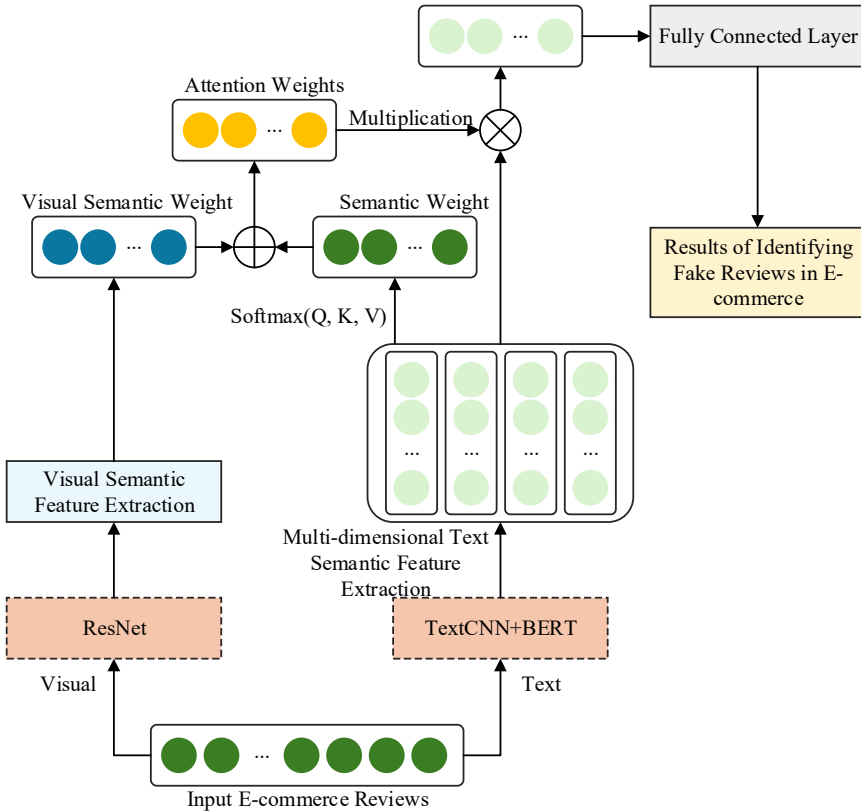 Fully Connected Layer
Attention Weights
...
...
Multiplication
Visual Semantic Weight
Semantic Weight
...
...
Results of Identifying
Fake Reviews in E-
commerce
Softmax(Q, K, V)
... ... ... ...
Visual Semantic
Feature Extraction
Multi-dimensional Text
Semantic Feature
Extraction
ResNet
TextCNN+BERT
Visual
Text
...
Input E-commerce Reviews